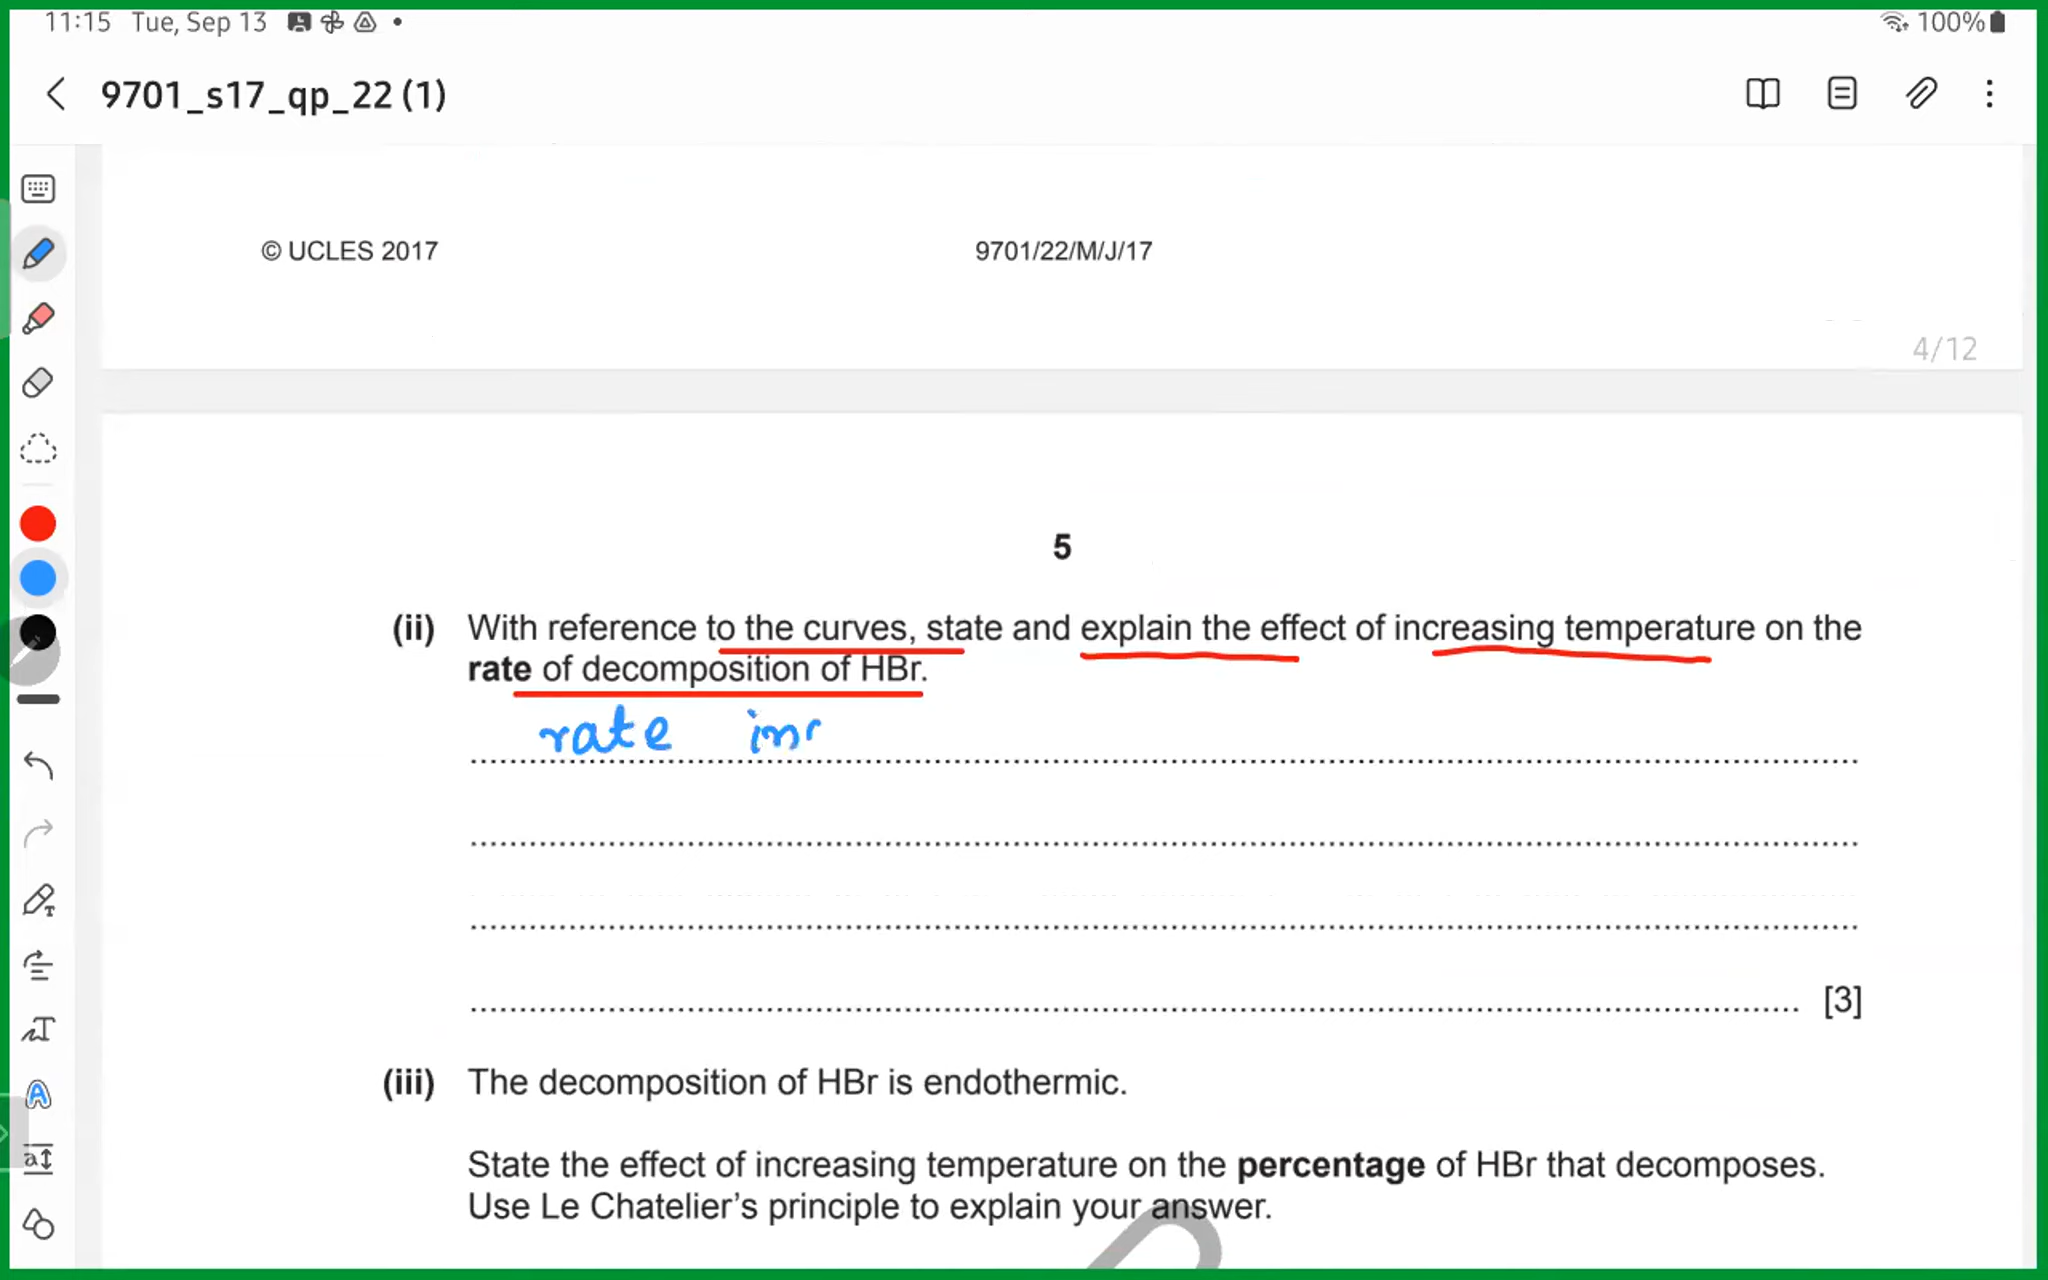 11:15 Tue, Sep 13 100%
9701_s17_qp_22 (1)
© UCLES 2017 9701/22/M/J/17
4/12
5
(ii) With reference to the curves, state and explain the effect of increasing temperature on the
rate of decomposition of HBr.
rate inc
[3]
(iii) The decomposition of HBr is endothermic.
State the effect of increasing temperature on the percentage of HBr that decomposes.
Use Le Chatelier’s principle to explain your answer.